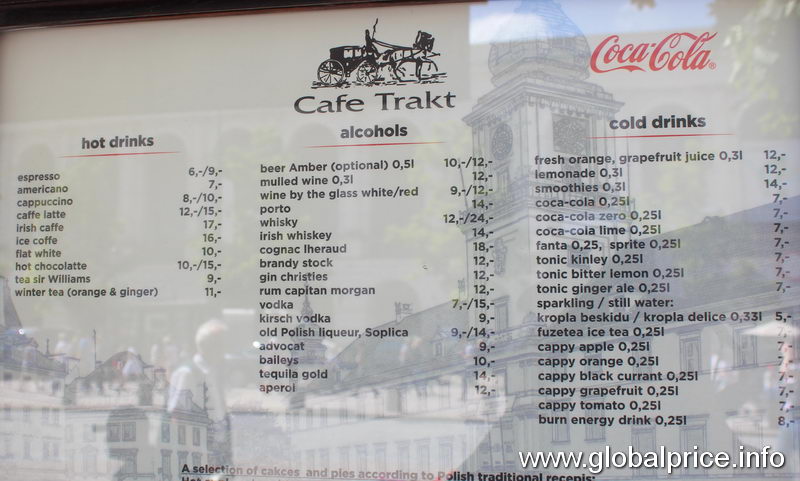 Cafe Trakt
Coca-Cola®
hot drinks
espresso 6,-/9,-
americano 7,-
cappuccino 8,-/10,-
caffe latte 12,-/15,-
irish caffe 17,-
ice coffe 16,-
flat white 10,-
hot chocolatte 10,-/15,-
tea sir Williams 9,-
winter tea (orange & ginger) 11,-
alcohols
beer Amber (optional) 0,5l 10,-/12,-
mulled wine 0,3l 12,-
wine by the glass white/red 9,-/12,-
porto 14,-
whisky 12,-/24,-
irish whiskey 14,-
cognac lheraud 18,-
brandy stock 12,-
gin christies 12,-
rum capitan morgan 12,-
vodka 7,-/15,-
kirsch vodka 9,-
old Polish liqueur, Soplica 9,-/14,-
advocat 9,-
baileys 10,-
tequila gold 14,-
aperol 12,-
cold drinks
fresh orange, grapefruit juice 0,3l 12,-
lemonade 0,3l 12,-
smoothies 0,3l 14,-
coca-cola 0,25l 7,-
coca-cola zero 0,25l 7,-
coca-cola lime 0,25l 7,-
fanta 0,25, sprite 0,25l 7,-
tonic kinley 0,25l 7,-
tonic bitter lemon 0,25l 7,-
tonic ginger ale 0,25l 7,-
sparkling / still water:
kropla beskidu / kropla delice 0,33l 5,-
fuzetea ice tea 0,25l 7,-
cappy apple 0,25l 7,-
cappy orange 0,25l 7,-
cappy black currant 0,25l 7,-
cappy grapefruit 0,25l 7,-
cappy tomato 0,25l 7,-
burn energy drink 0,25l 8,-
A selection of cakces and pies according to Polish traditional receips:
www.globalprice.info